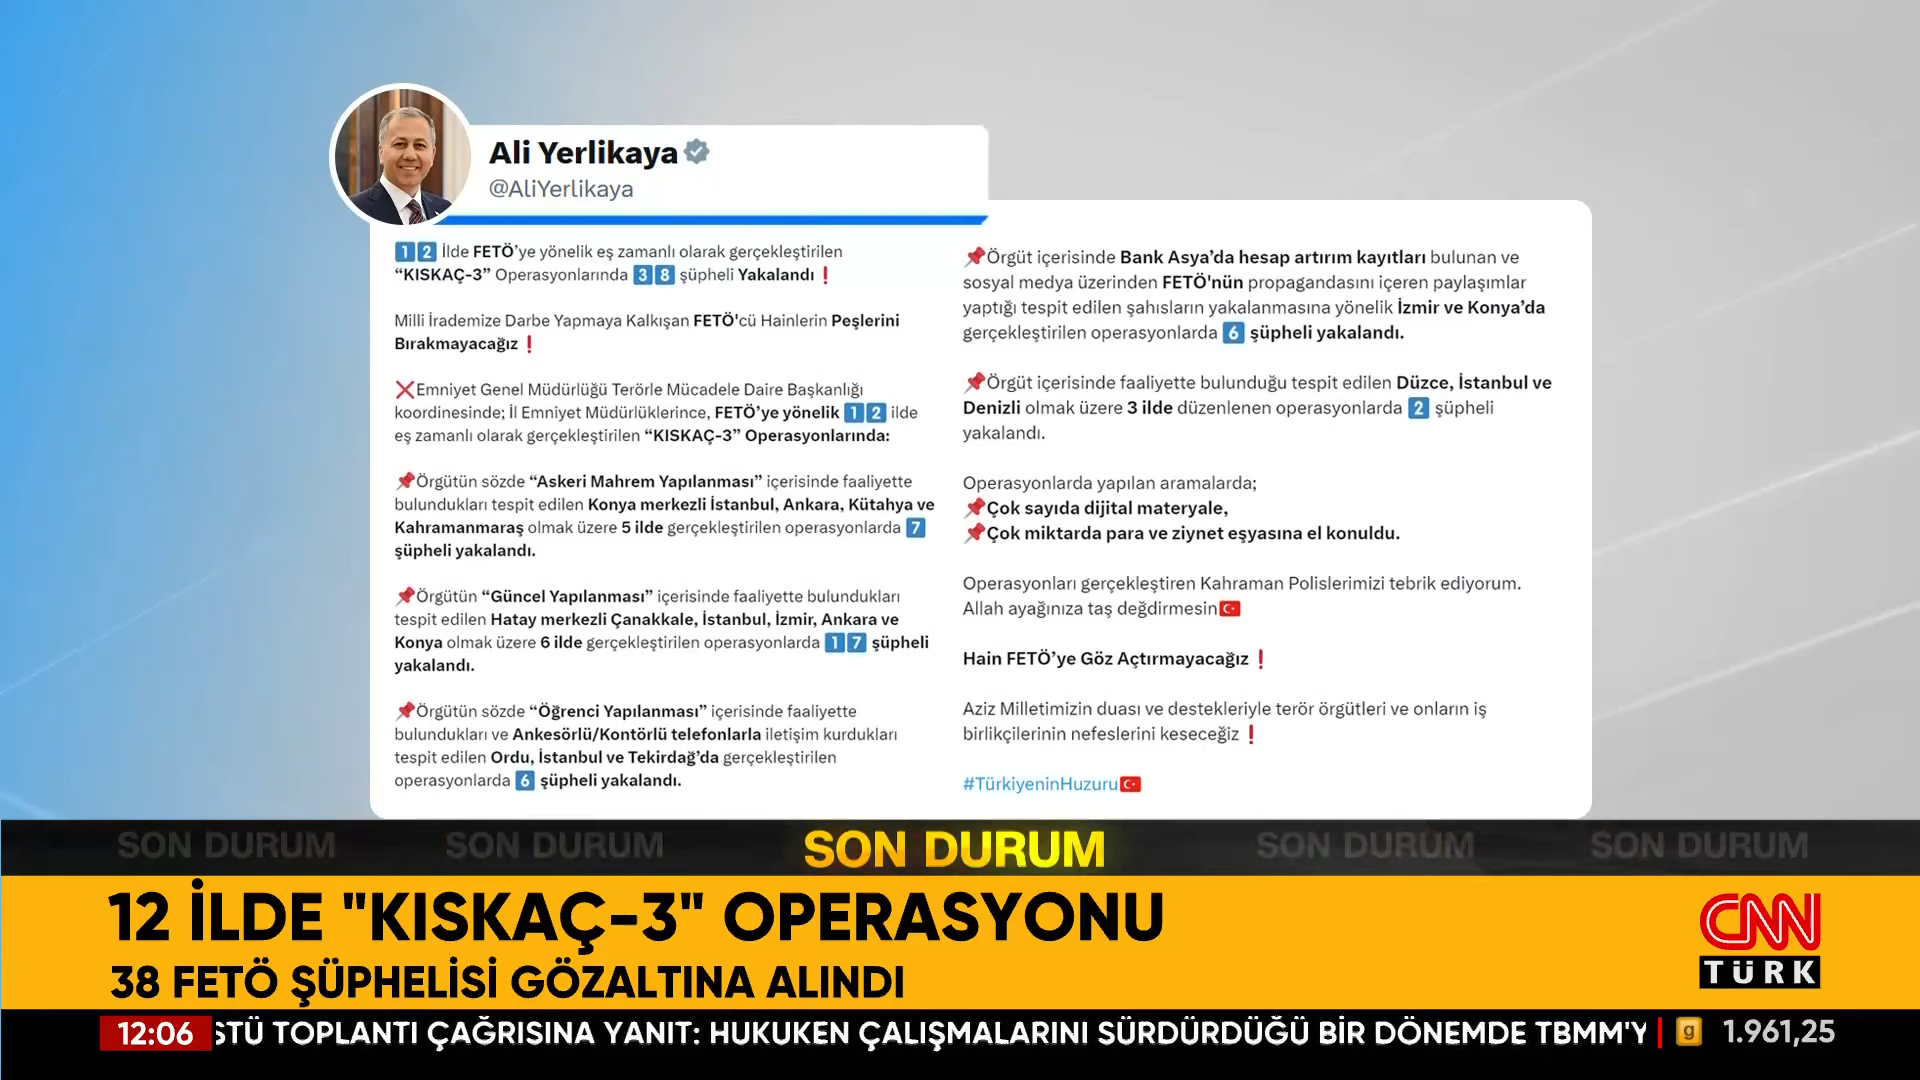 Ali Yerlikaya
@AliYerlikaya
12 İlde FETÖ’ye yönelik eş zamanlı olarak gerçekleştirilen
“KISKAÇ-3” Operasyonlarında 38 şüpheli Yakalandı❗
Milli İrademize Darbe Yapmaya Kalkışan FETÖ'cü Hainlerin Peşlerini
Bırakmayacağız❗
❌Emniyet Genel Müdürlüğü Terörle Mücadele Daire Başkanlığı
koordinesinde; İl Emniyet Müdürlüklerince, FETÖ’ye yönelik 12 ilde
eş zamanlı olarak gerçekleştirilen “KISKAÇ-3” Operasyonlarında:
📌Örgütün sözde “Askeri Mahrem Yapılanması” içerisinde faaliyette
bulundukları tespit edilen Konya merkezli İstanbul, Ankara, Kütahya ve
Kahramanmaraş olmak üzere 5 ilde gerçekleştirilen operasyonlarda 7
şüpheli yakalandı.
📌Örgütün “Güncel Yapılanması” içerisinde faaliyette bulundukları
tespit edilen Hatay merkezli Çanakkale, İstanbul, İzmir, Ankara ve
Konya olmak üzere 6 ilde gerçekleştirilen operasyonlarda 17 şüpheli
yakalandı.
📌Örgütün sözde “Öğrenci Yapılanması” içerisinde faaliyette
bulundukları ve Ankesörlü/Kontörlü telefonlarla iletişim kurdukları
tespit edilen Ordu, İstanbul ve Tekirdağ’da gerçekleştirilen
operasyonlarda 6 şüpheli yakalandı.
📌Örgüt içerisinde Bank Asya’da hesap artırım kayıtları bulunan ve
sosyal medya üzerinden FETÖ'nün propagandasını içeren paylaşımlar
yaptığı tespit edilen şahısların yakalanmasına yönelik İzmir ve Konya’da
gerçekleştirilen operasyonlarda 6 şüpheli yakalandı.
📌Örgüt içerisinde faaliyette bulunduğu tespit edilen Düzce, İstanbul ve
Denizli olmak üzere 3 ilde düzenlenen operasyonlarda 2 şüpheli
yakalandı.
Operasyonlarda yapılan aramalarda;
📌Çok sayıda dijital materyale,
📌Çok miktarda para ve ziynet eşyasına el konuldu.
Operasyonları gerçekleştiren Kahraman Polislerimizi tebrik ediyorum.
Allah ayağınıza taş değdirmesin🇹🇷
Hain FETÖ’ye Göz Açtırmayacağız❗
Aziz Milletimizin duası ve destekleriyle terör örgütleri ve onların iş
birlikçilerinin nefeslerini keseceğiz❗
#TürkiyeninHuzuru🇹🇷
SON DURUM SON DURUM SON DURUM SON DURUM SON DURUM
12 İLDE "KISKAÇ-3" OPERASYONU
38 FETÖ ŞÜPHELİSİ GÖZALTINA ALINDI
CNN
TÜRK
12:06 STÜ TOPLANTI ÇAĞRISINA YANIT: HUKUKEN ÇALIŞMALARINI SÜRDÜRDÜĞÜ BİR DÖNEMDE TBMM'Y g 1.961,25